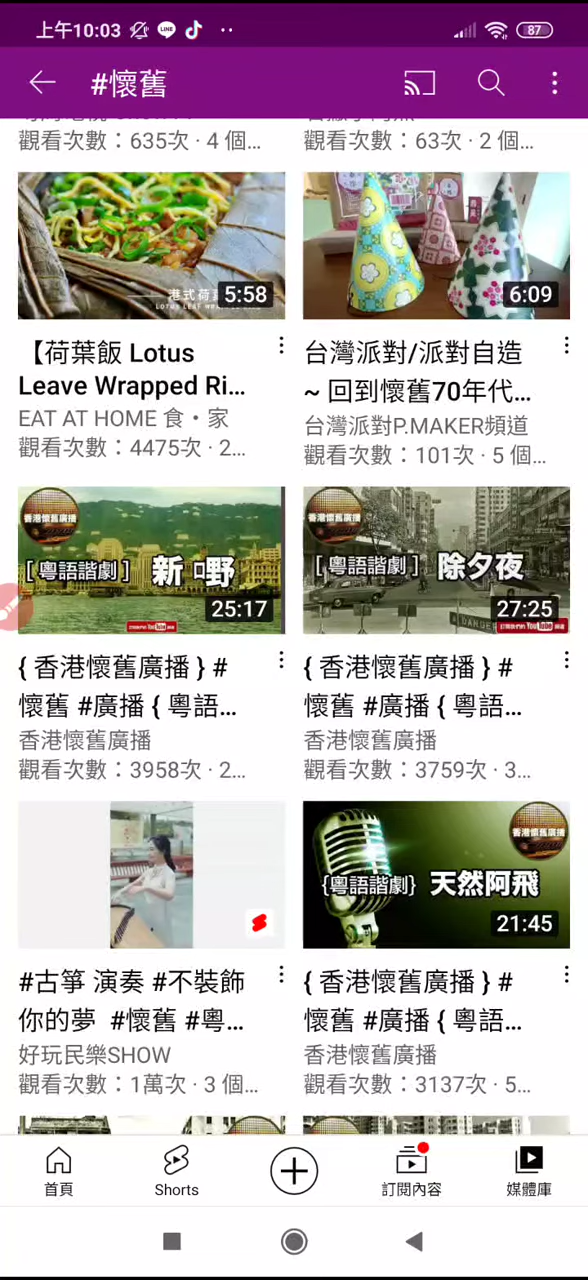 上午10:03
87
#懷舊
觀看次數：635次 · 4 個...
觀看次數：63次 · 2 個...
港式荷
5:58
6:09
【荷葉飯 Lotus
Leave Wrapped Ri...
EAT AT HOME 食·家
觀看次數：4475次 · 2...
台灣派對/派對自造
~ 回到懷舊70年代...
台灣派對P.MAKER頻道
觀看次數：101次 · 5 個...
香港懷舊廣播
[ 粵語諧劇 ] 新嘢
25:17
香港懷舊廣播
[ 粵語諧劇 ] 除夕夜
27:25
{ 香港懷舊廣播 } #
懷舊 #廣播 { 粵語...
香港懷舊廣播
觀看次數：3958次 · 2...
{ 香港懷舊廣播 } #
懷舊 #廣播 { 粵語...
香港懷舊廣播
觀看次數：3759次 · 3...
香港懷舊廣播
{粵語諧劇} 天然阿飛
21:45
#古箏 演奏 #不裝飾
你的夢 #懷舊 #粵...
好玩民樂SHOW
觀看次數：1萬次 · 3 個...
{ 香港懷舊廣播 } #
懷舊 #廣播 { 粵語...
香港懷舊廣播
觀看次數：3137次 · 5...
首頁
Shorts
訂閱內容
媒體庫